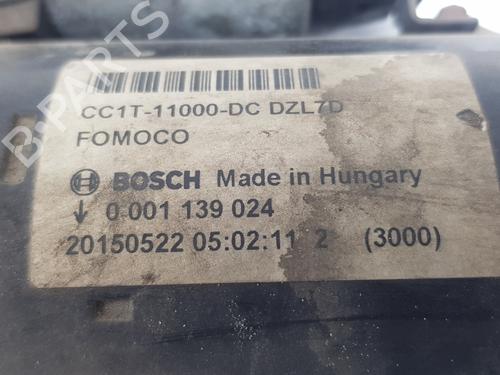 CC1T-11000-DC DZL7D
FOMOCO
BOSCH Made in Hungary
0 001 139 024
20150522 05:02:11 2 (3000)
B-PARTS